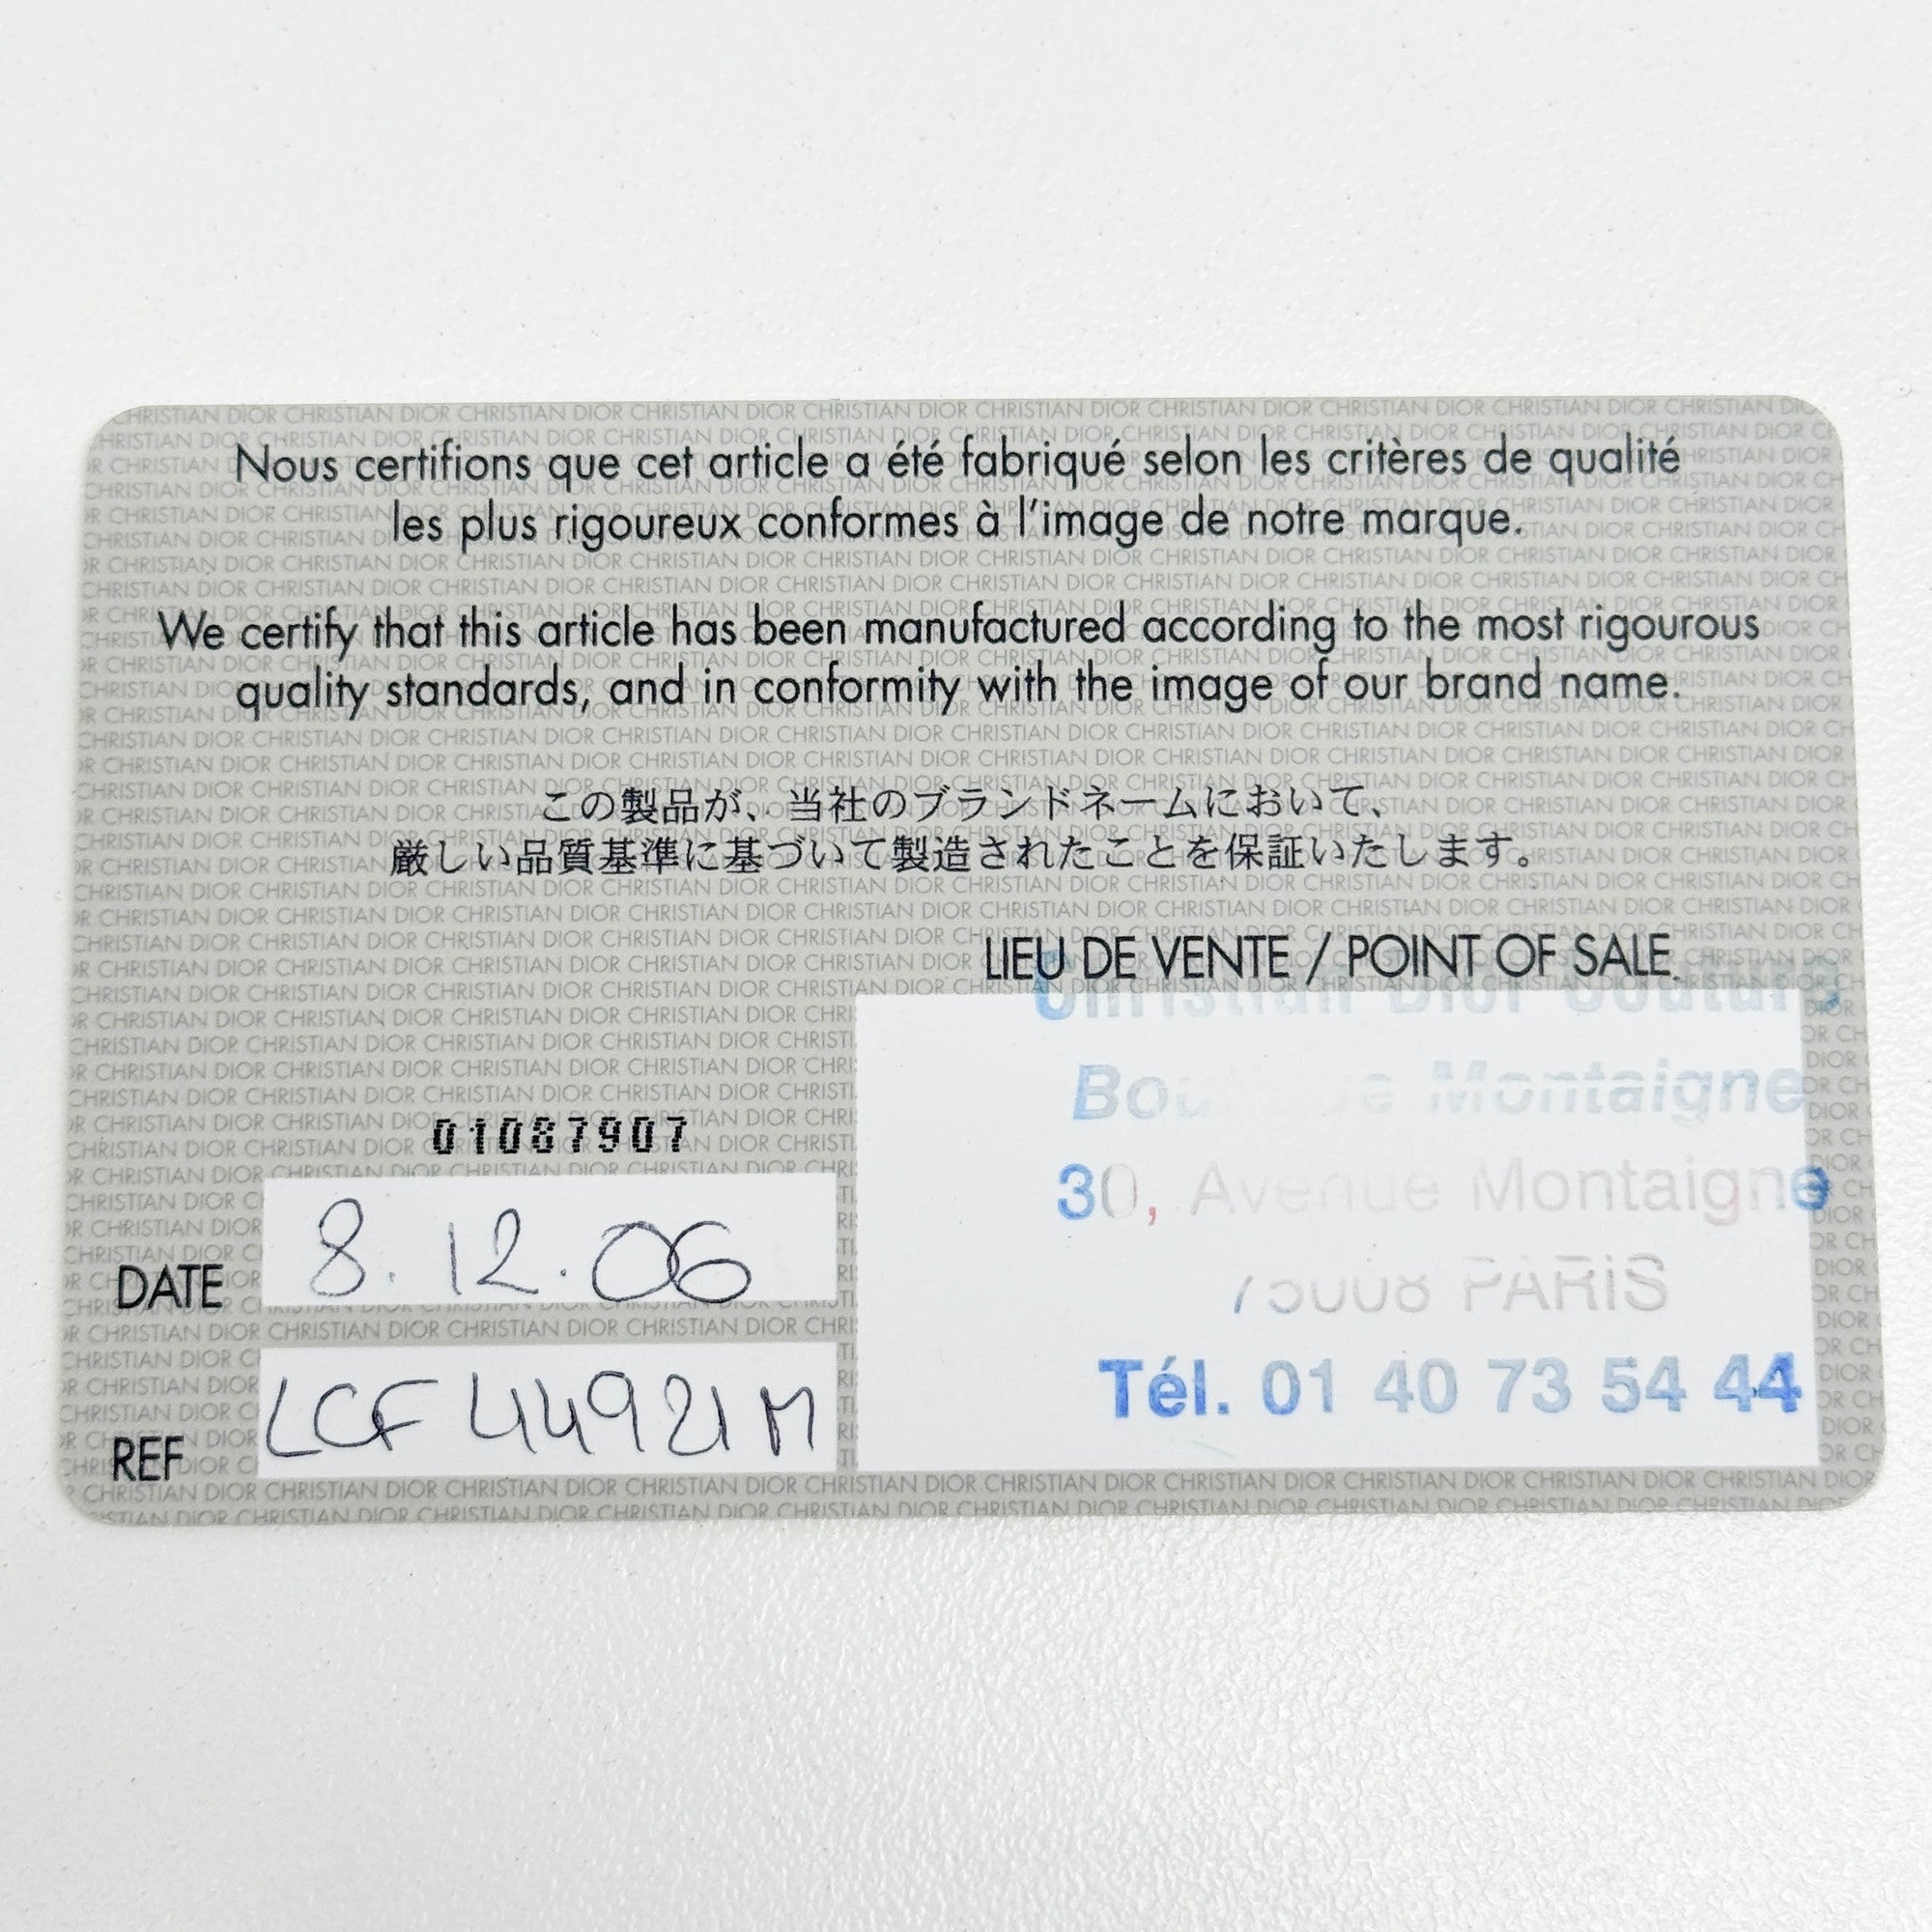 Nous certifions que cet article a été fabriqué selon les critères de qualité
les plus rigoureux conformes à l'image de notre marque.
We certify that this article has been manufactured according to the most rigourous
quality standards, and in conformity with the image of our brand name.
この製品が、当社のブランドネームにおいて、
厳しい品質基準に基づいて製造されたことを保証いたします。
LIEU DE VENTE / POINT OF SALE
Christian Dior Couture
Montaigne
30, Avenue Montaigne
75008 PARiS
Tél. 01 40 73 54 44
01087907
DATE 8.12.06
REF LCF44921M